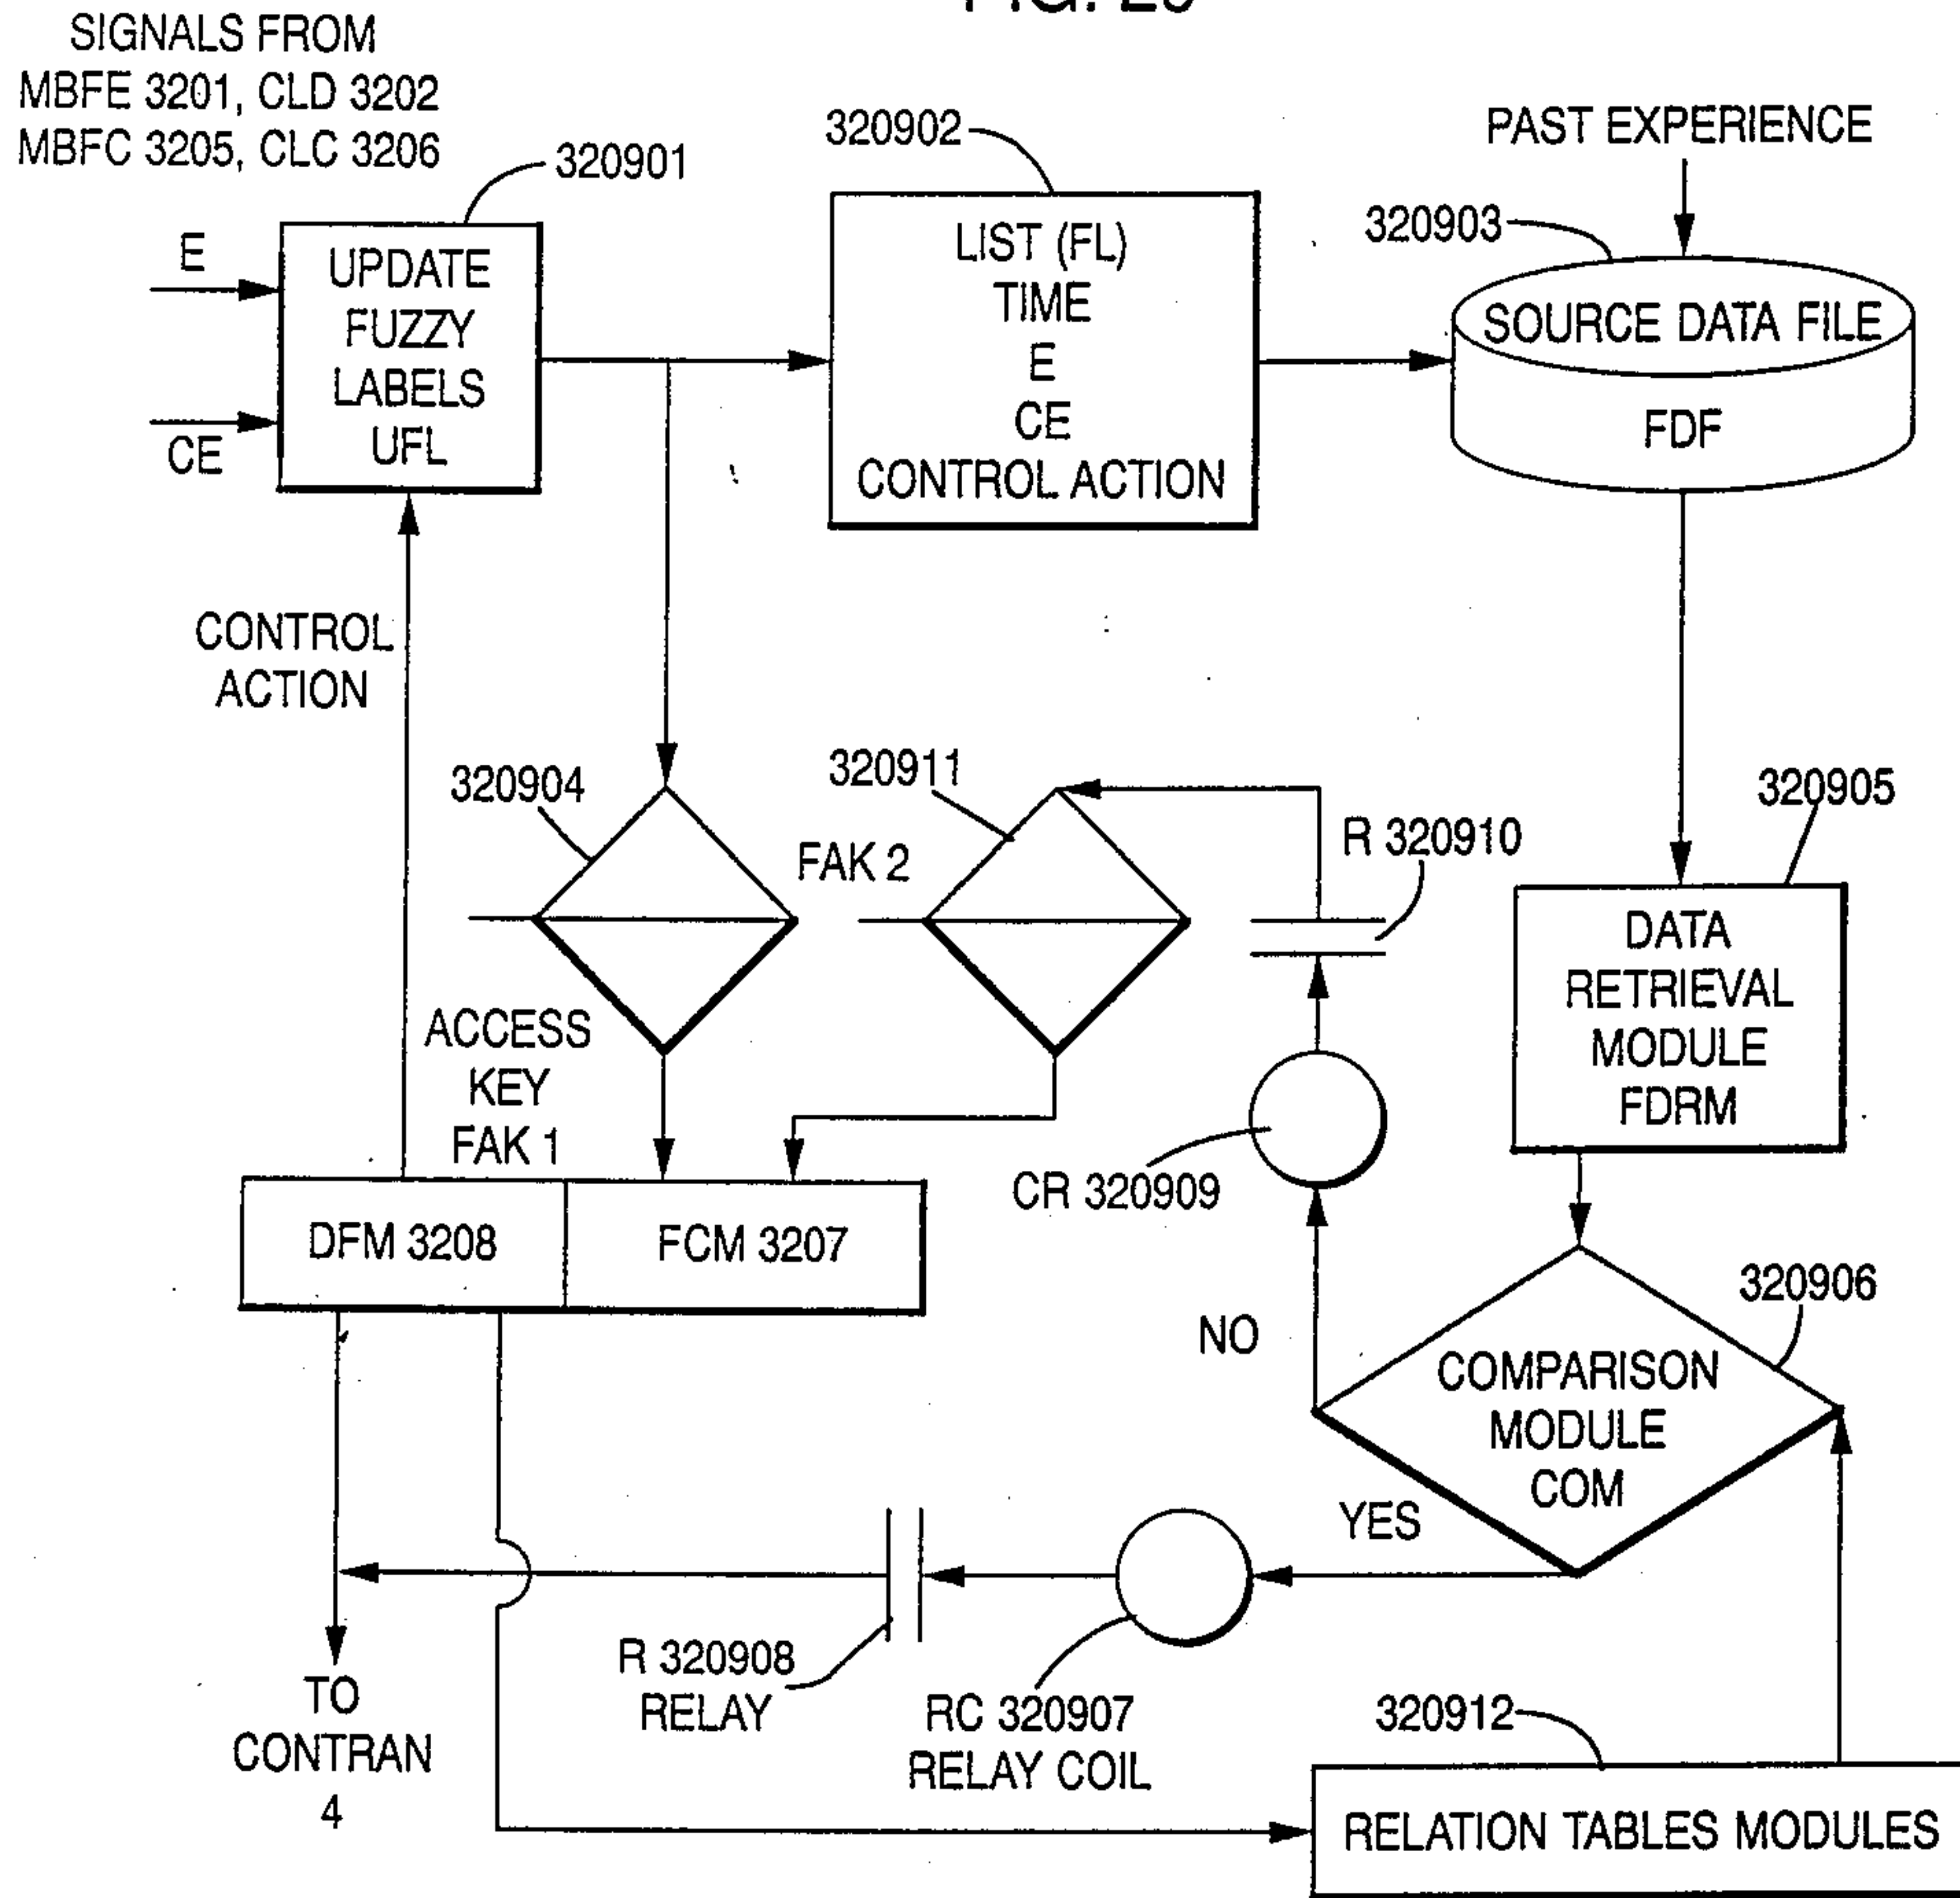 SIGNALS FROM
MBFE 3201, CLD 3202
MBFC 3205, CLC 3206
320901
320902
PAST EXPERIENCE
320903
E
CE
UPDATE
FUZZY
LABELS
UFL
LIST (FL)
TIME
E
CE
CONTROL ACTION
SOURCE DATA FILE
FDF
CONTROL
ACTION
320904
320911
FAK 2
R 320910
320905
ACCESS
KEY
FAK 1
DATA
RETRIEVAL
MODULE
FDRM
CR 320909
DFM 3208
FCM 3207
320906
NO
COMPARISON
MODULE
COM
YES
R 320908
RELAY
RC 320907
RELAY COIL
TO
CONTRAN
4
320912
RELATION TABLES MODULES